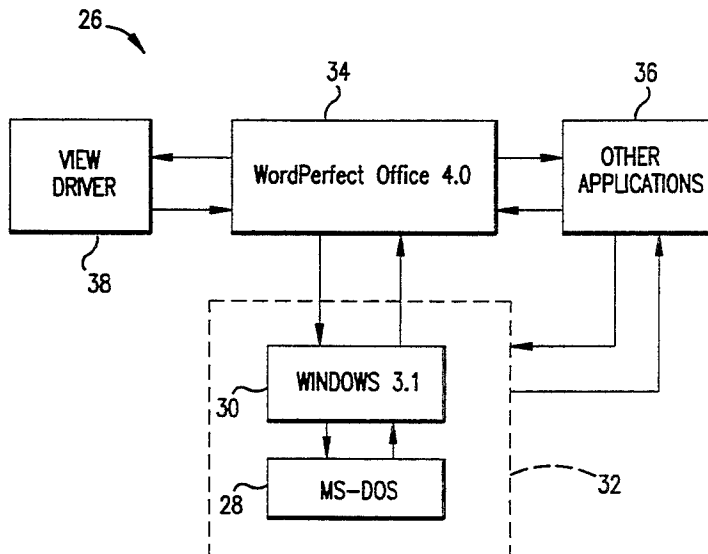 26
34
36
VIEW
DRIVER
WordPerfect Office 4.0
OTHER
APPLICATIONS
38
WINDOWS 3.1
30
MS-DOS
28
32